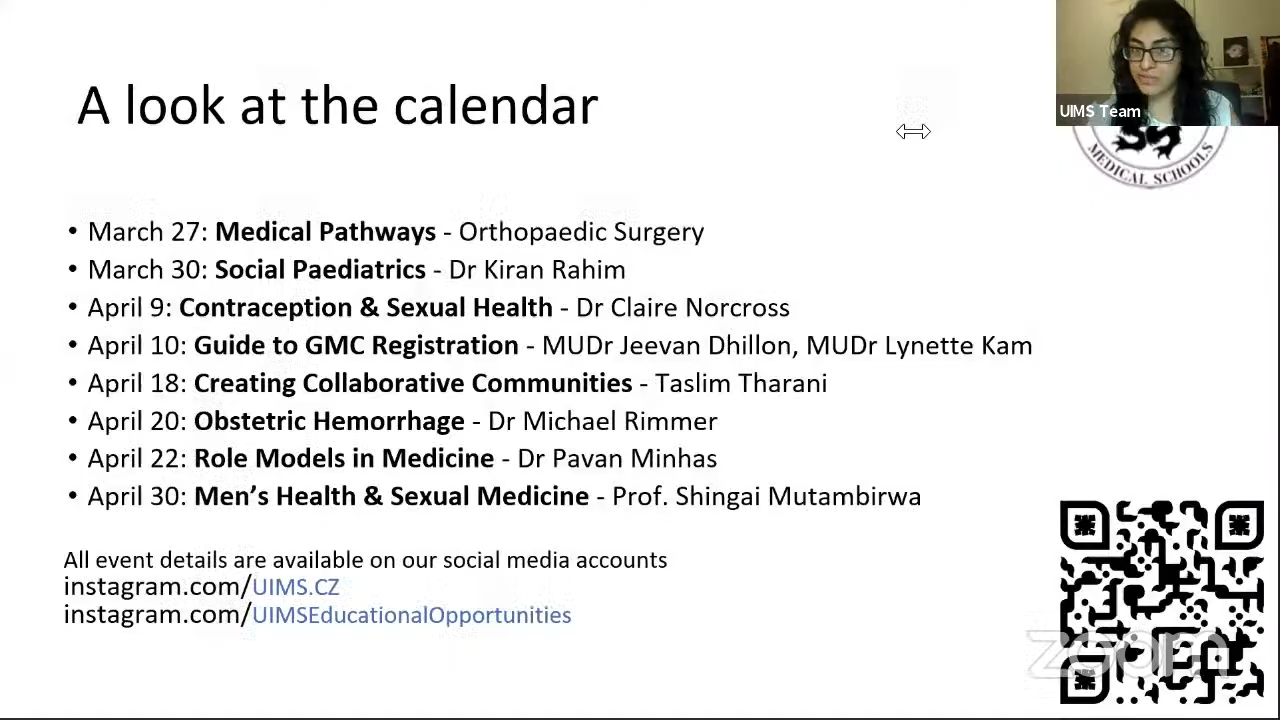 A look at the calendar
UIMS Team
MEDICAL SCHOOLS
• March 27: Medical Pathways - Orthopaedic Surgery
• March 30: Social Paediatrics - Dr Kiran Rahim
• April 9: Contraception & Sexual Health - Dr Claire Norcross
• April 10: Guide to GMC Registration - MUDr Jeevan Dhillon, MUDr Lynette Kam
• April 18: Creating Collaborative Communities - Taslim Tharani
• April 20: Obstetric Hemorrhage - Dr Michael Rimmer
• April 22: Role Models in Medicine - Dr Pavan Minhas
• April 30: Men’s Health & Sexual Medicine - Prof. Shingai Mutambirwa
All event details are available on our social media accounts
instagram.com/UIMS.CZ
instagram.com/UIMSEducationalOpportunities
zoom